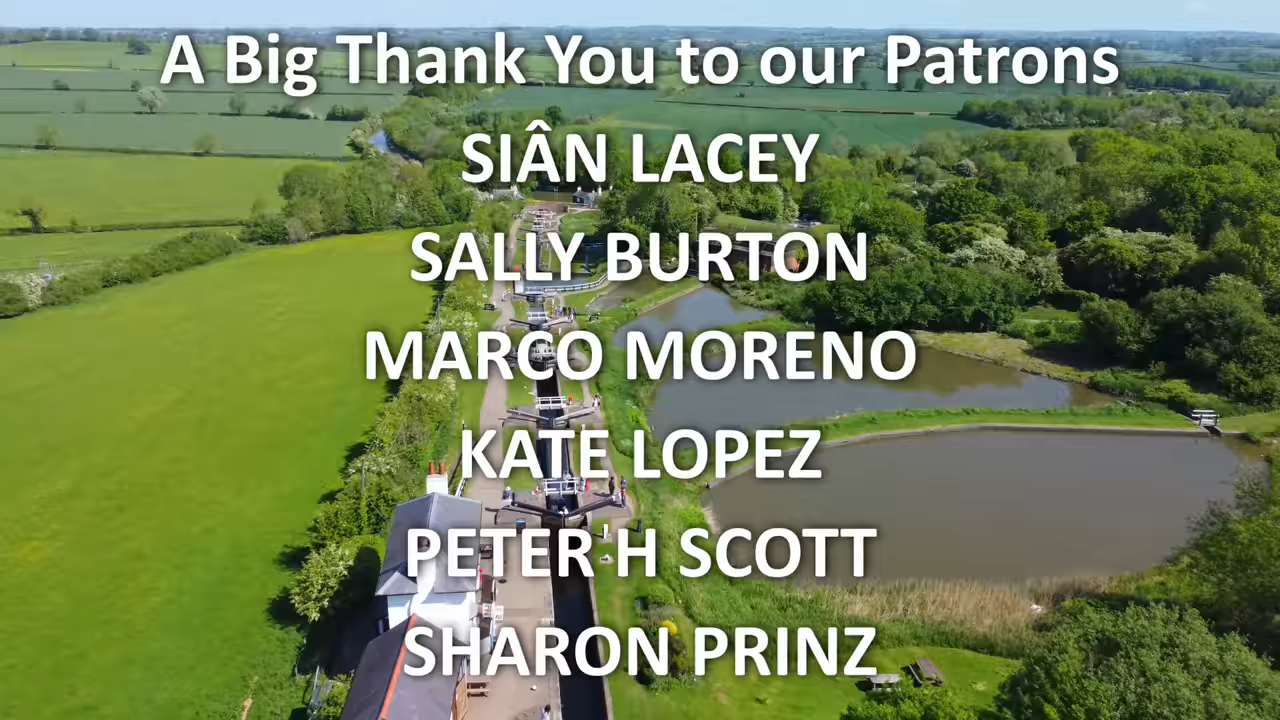 A Big Thank You to our Patrons
SIÂN LACEY
SALLY BURTON
MARCO MORENO
KATE LOPEZ
PETER H SCOTT
SHARON PRINZ